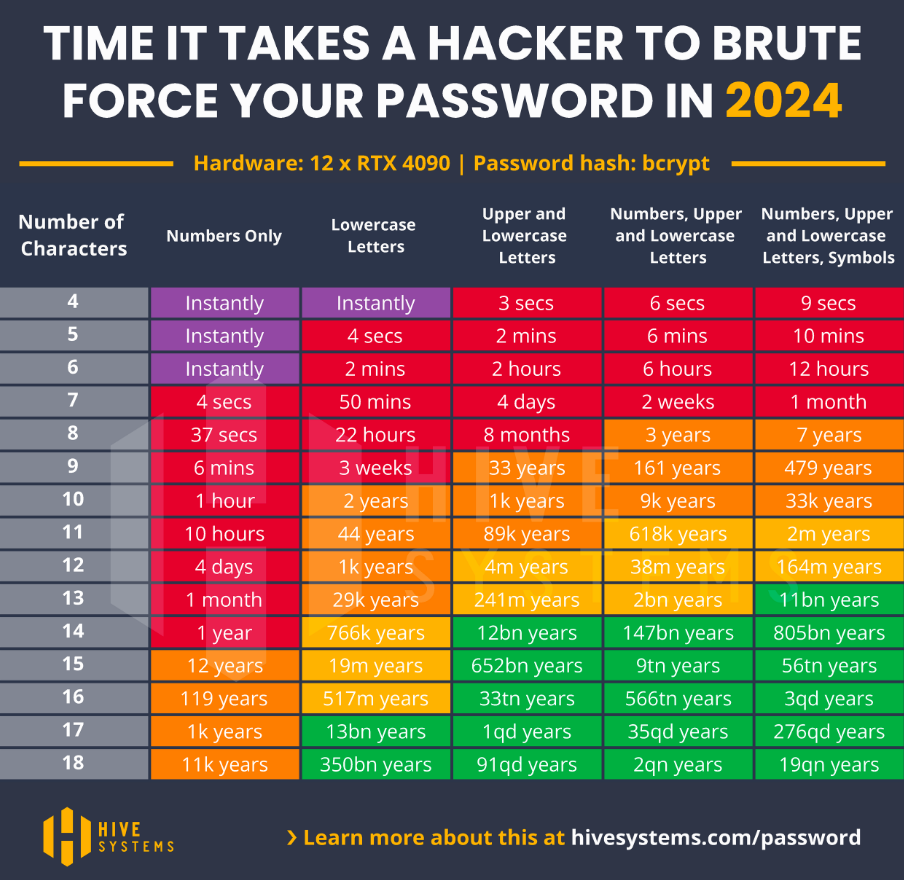 TIME IT TAKES A HACKER TO BRUTE
FORCE YOUR PASSWORD IN 2024
Hardware: 12 x RTX 4090 | Password hash: bcrypt
Number of Characters | Numbers Only | Lowercase Letters | Upper and Lowercase Letters | Numbers, Upper and Lowercase Letters | Numbers, Upper and Lowercase Letters, Symbols
4 | Instantly | Instantly | 3 secs | 6 secs | 9 secs
5 | Instantly | 4 secs | 2 mins | 6 mins | 10 mins
6 | Instantly | 2 mins | 2 hours | 6 hours | 12 hours
7 | 4 secs | 50 mins | 4 days | 2 weeks | 1 month
8 | 37 secs | 22 hours | 8 months | 3 years | 7 years
9 | 6 mins | 3 weeks | 33 years | 161 years | 479 years
10 | 1 hour | 2 years | 1k years | 9k years | 33k years
11 | 10 hours | 44 years | 89k years | 618k years | 2m years
12 | 4 days | 1k years | 4m years | 38m years | 164m years
13 | 1 month | 29k years | 241m years | 2bn years | 11bn years
14 | 1 year | 766k years | 12bn years | 147bn years | 805bn years
15 | 12 years | 19m years | 652bn years | 9tn years | 56tn years
16 | 119 years | 517m years | 33tn years | 566tn years | 3qd years
17 | 1k years | 13bn years | 1qd years | 35qd years | 276qd years
18 | 11k years | 350bn years | 91qd years | 2qn years | 19qn years
HIVE
SYSTEMS
HIVE
SYSTEMS
› Learn more about this at hivesystems.com/password